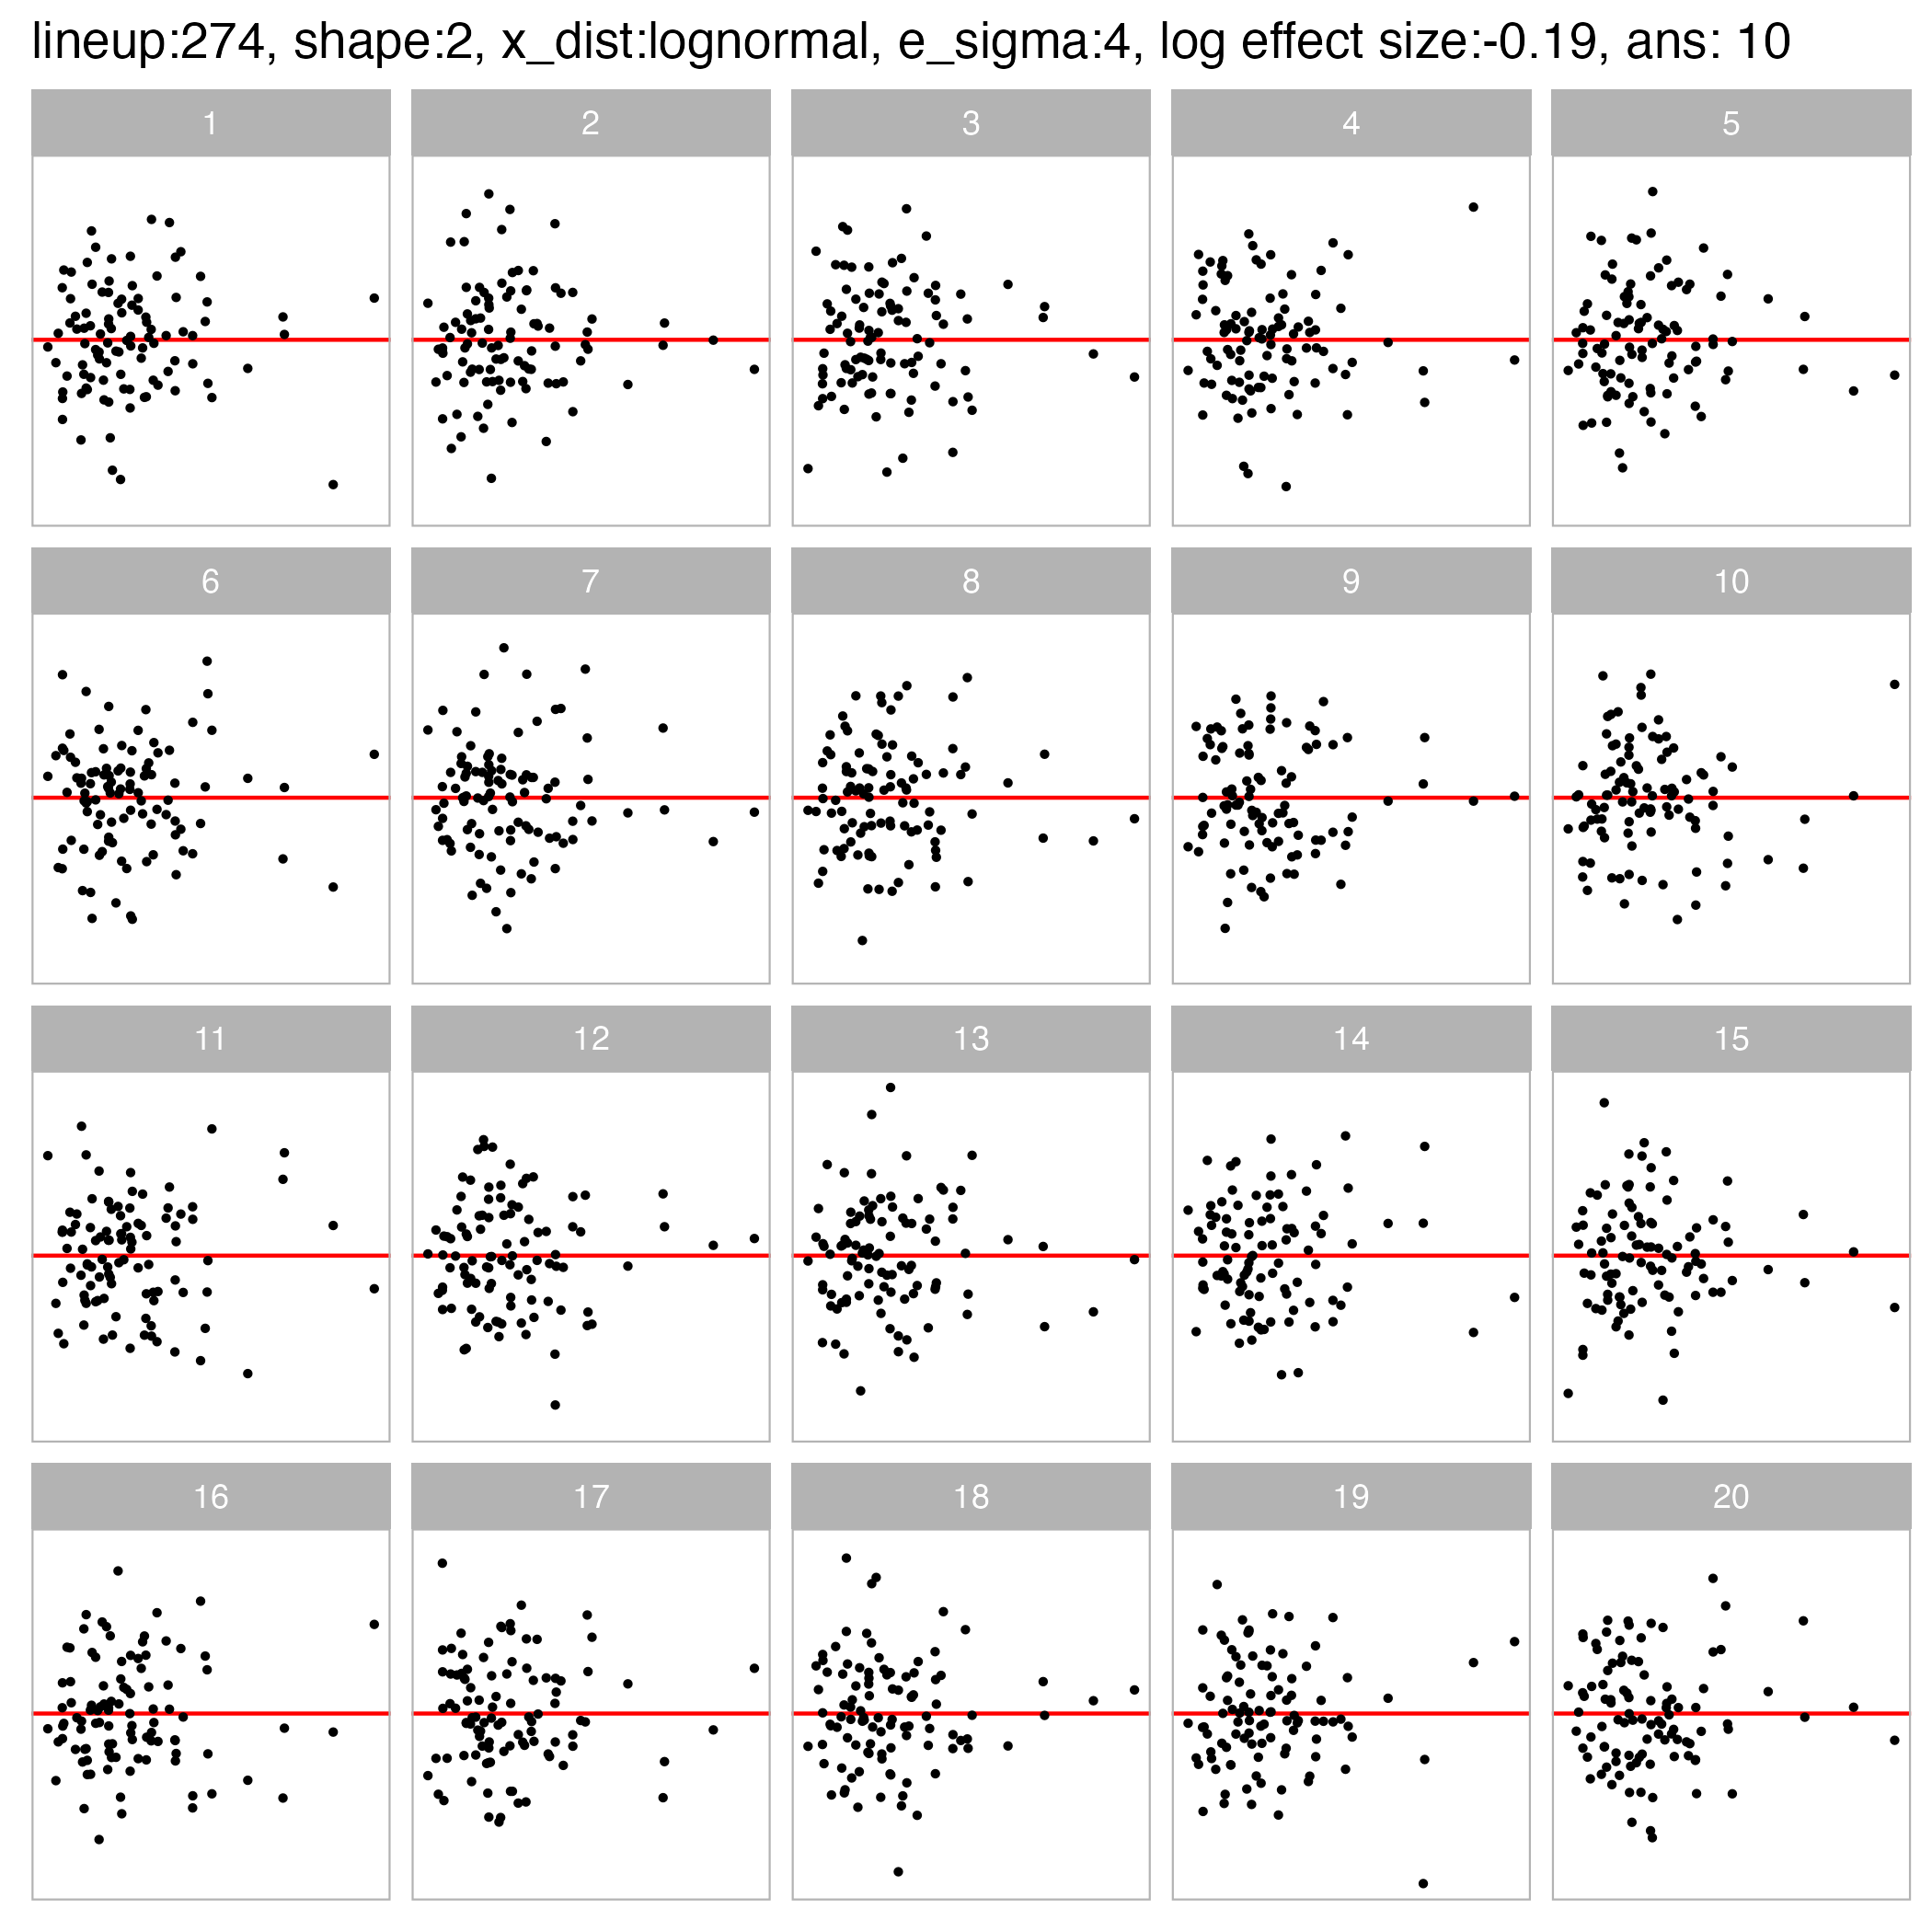 lineup:274, shape:2, x_dist:lognormal, e_sigma:4, log effect size:-0.19, ans: 10
1 2 3 4 5
6 7 8 9 10
11 12 13 14 15
16 17 18 19 20